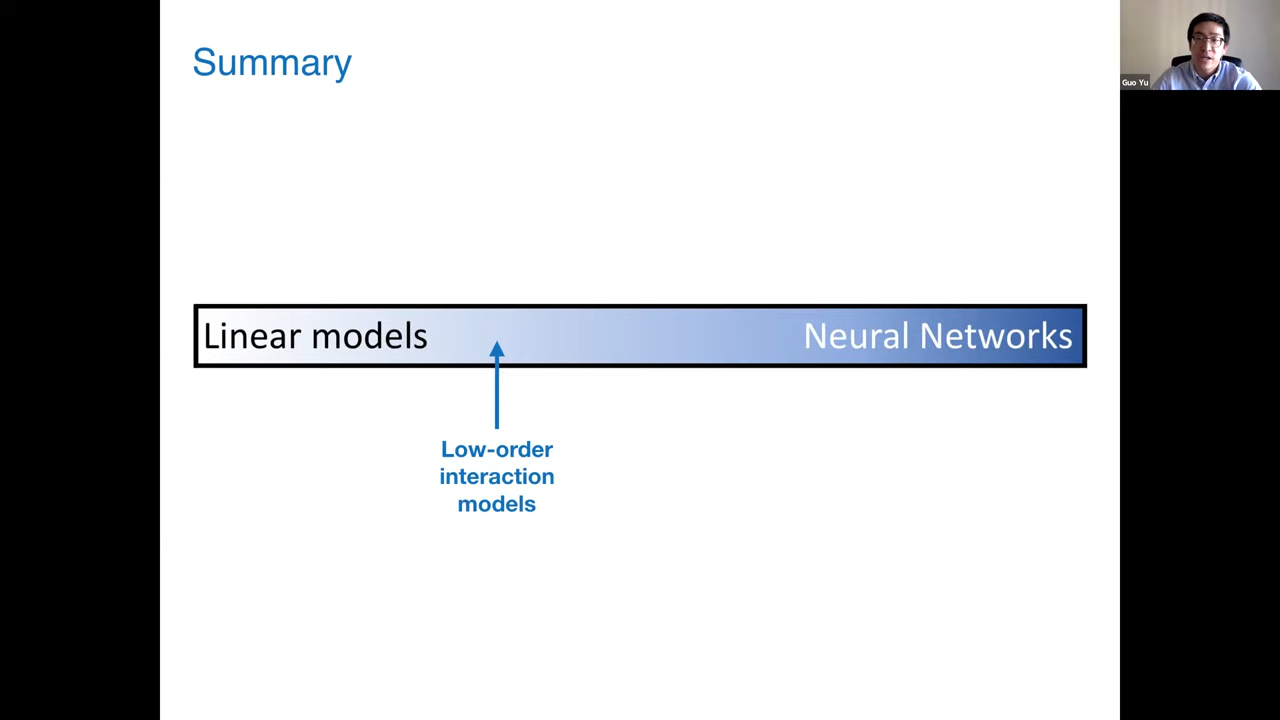 Summary
Guo Yu
Linear models
Neural Networks
Low-order
interaction
models